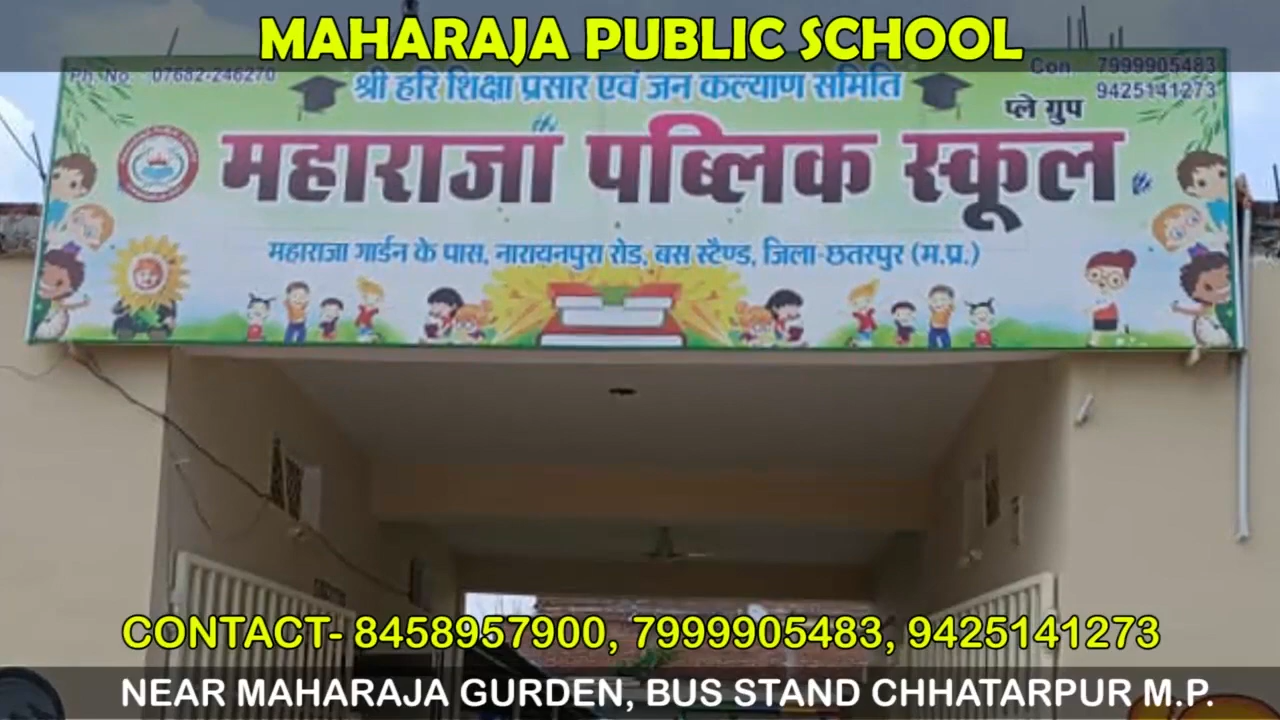 MAHARAJA PUBLIC SCHOOL
Ph. No. 07682-246270
Con 7999905483
9425141273
श्री हरि शिक्षा प्रसार एवं जन कल्याण समिति
प्ले ग्रुप
महाराजा पब्लिक स्कूल
महाराजा गार्डन के पास, नारायनपुरा रोड, बस स्टैण्ड, जिला-छतरपुर (म.प्र.)
CONTACT- 8458957900, 7999905483, 9425141273
NEAR MAHARAJA GURDEN, BUS STAND CHHATARPUR M.P.